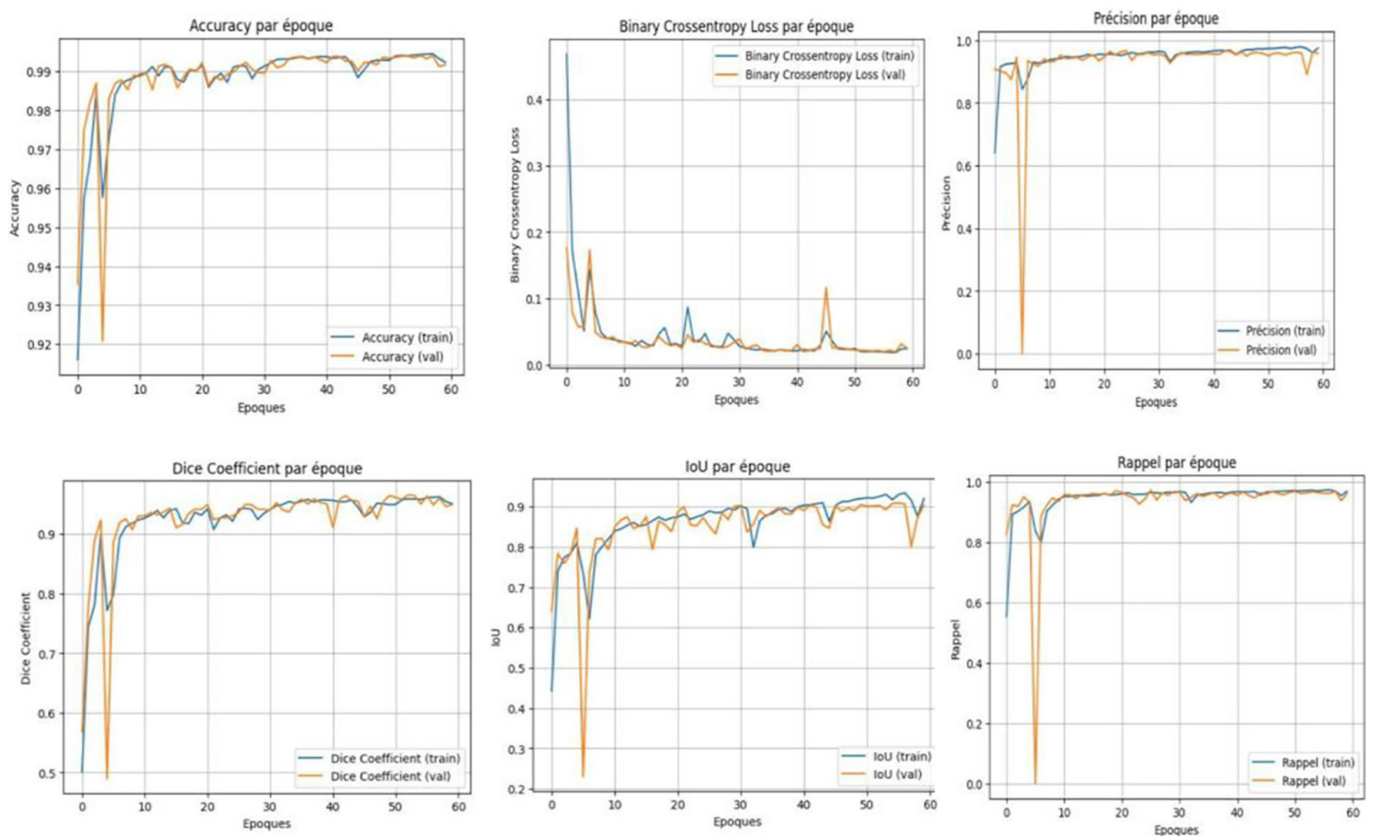 Accuracy par époque
0.99
0.98
0.97
0.96
0.95
0.94
0.93
0.92
Accuracy
Accuracy (train)
Accuracy (val)
0 10 20 30 40 50 60
Epoques
Binary Crossentropy Loss par époque
Binary Crossentropy Loss (train)
Binary Crossentropy Loss (val)
0.4
0.3
0.2
0.1
0.0
Binary Crossentropy Loss
0 10 20 30 40 50 60
Epoques
Précision par époque
1.0
0.8
0.6
0.4
0.2
0.0
Précision
Précision (train)
Précision (val)
0 10 20 30 40 50 60
Epoques
Dice Coefficient par époque
0.9
0.8
0.7
0.6
0.5
Dice Coefficient
Dice Coefficient (train)
Dice Coefficient (val)
0 10 20 30 40 50 60
Epoques
IoU par époque
0.9
0.8
0.7
0.6
0.5
0.4
0.3
0.2
IoU
IoU (train)
IoU (val)
0 10 20 30 40 50 60
Epoques
Rappel par époque
1.0
0.8
0.6
0.4
0.2
0.0
Rappel
Rappel (train)
Rappel (val)
0 10 20 30 40 50 60
Epoques